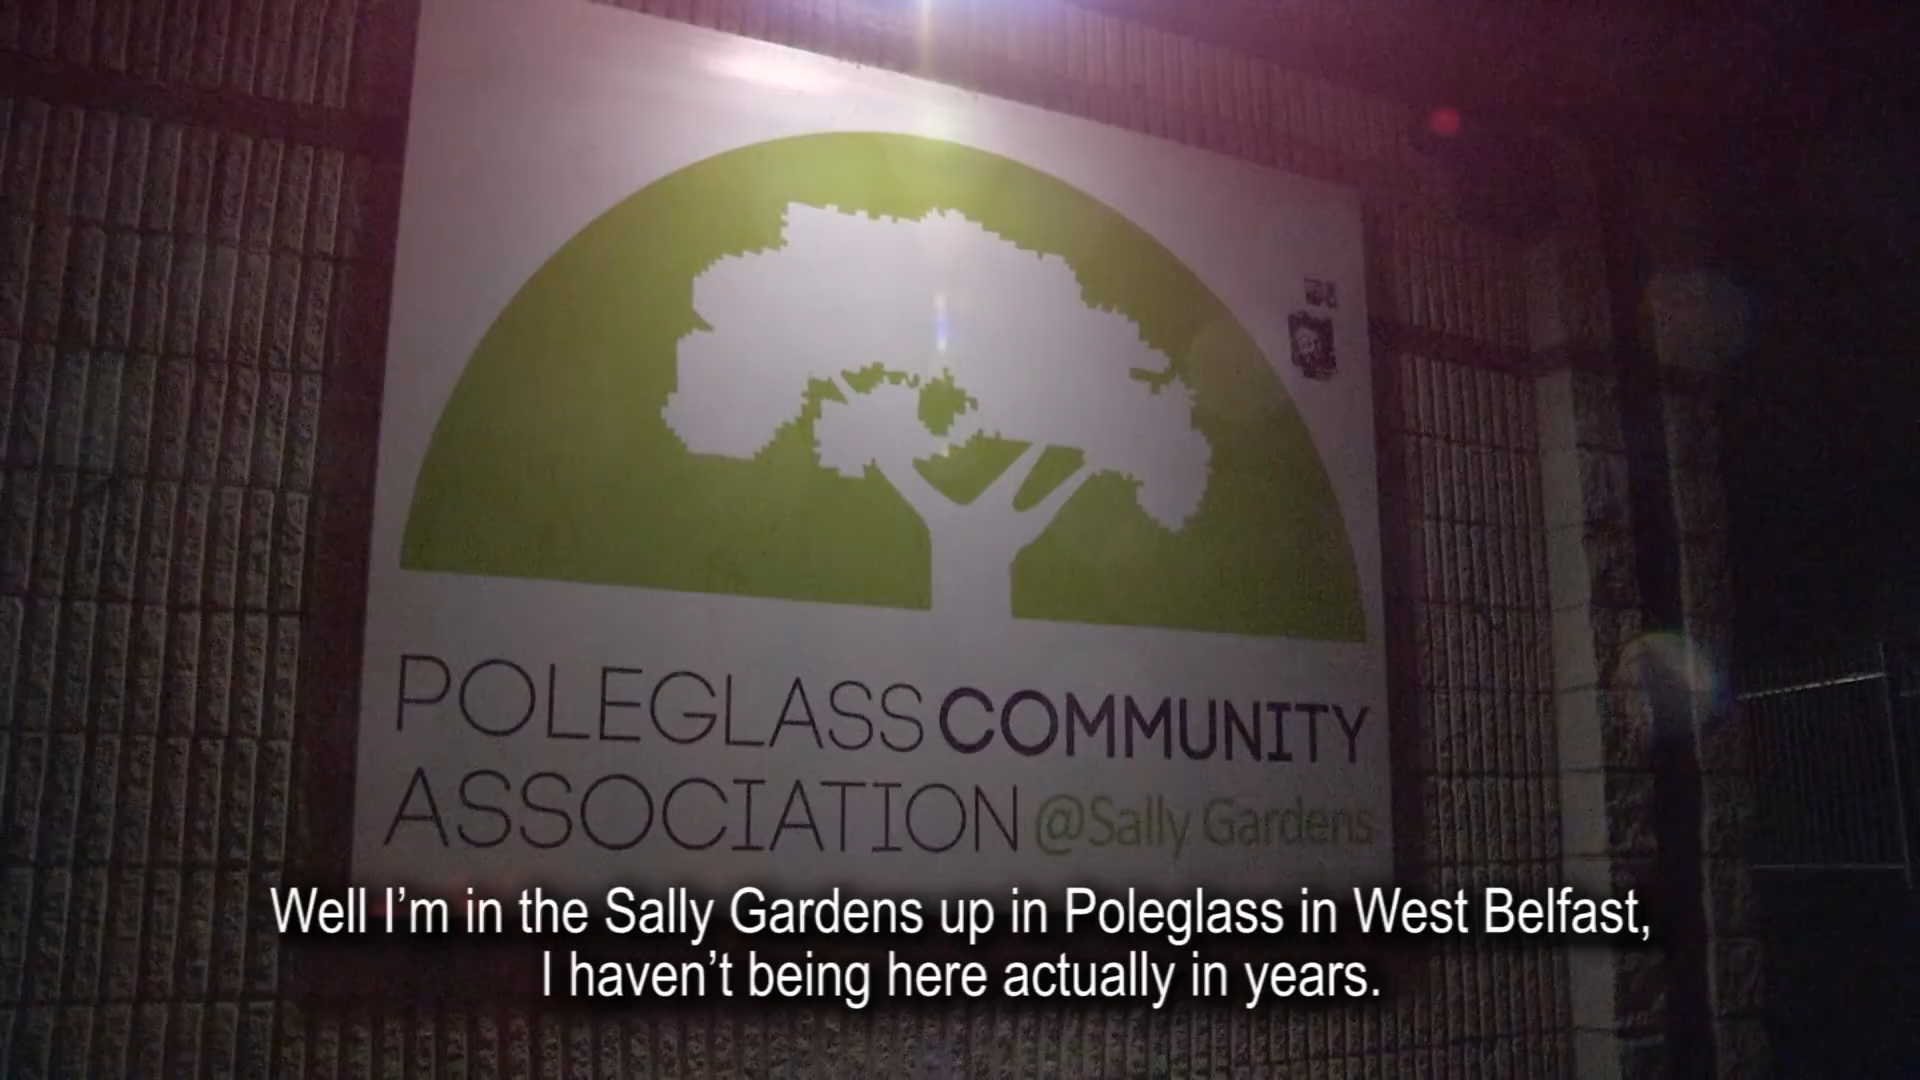 POLEGLASS COMMUNITY
ASSOCIATION @Sally Gardens
Well I'm in the Sally Gardens up in Poleglass in West Belfast,
I haven't being here actually in years.